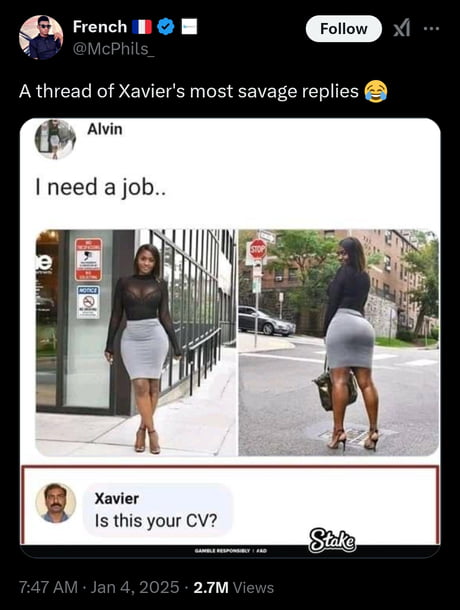 French 🇫🇷
@McPhils_
Follow
A thread of Xavier's most savage replies 😂
Alvin
I need a job..
NOTICE
STOP
Xavier
Is this your CV?
Stake
GAMBLE RESPONSIBLY | #AD
7:47 AM · Jan 4, 2025 · 2.7M Views